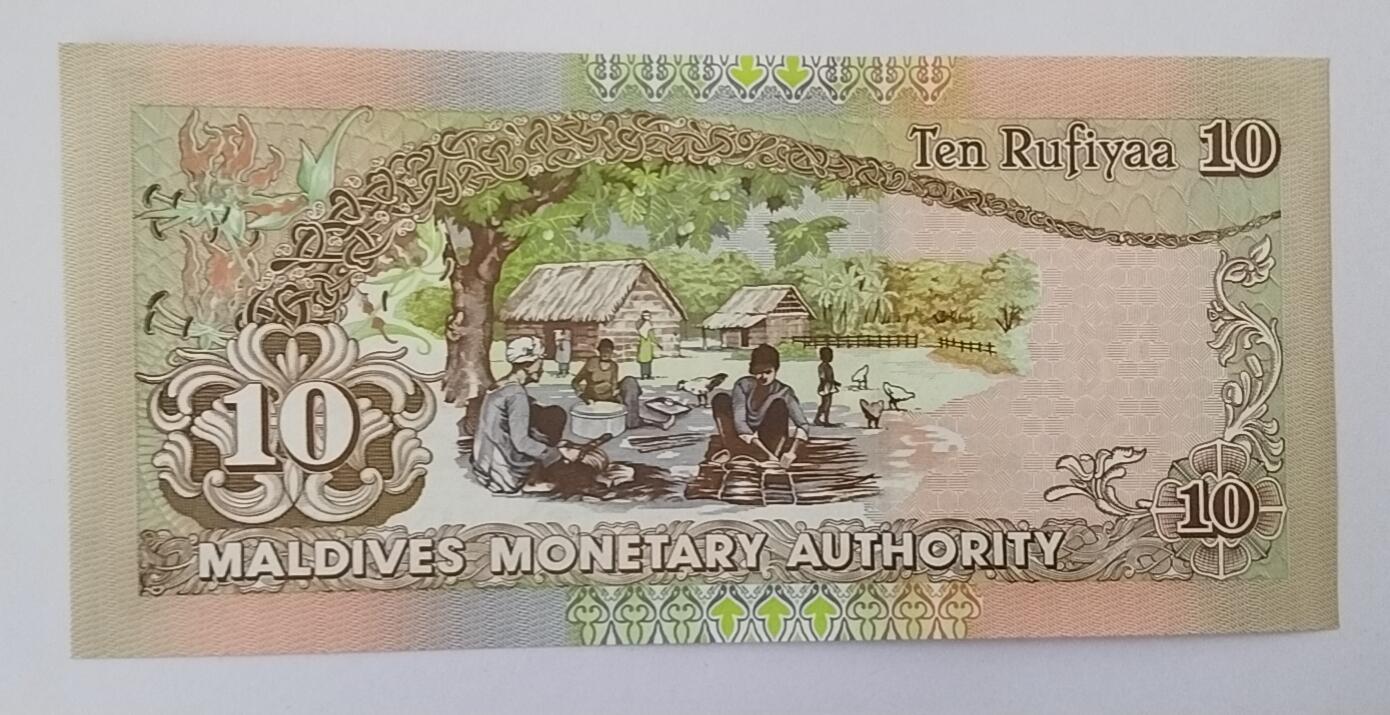 Ten Rufiyaa 10
10
10
MALDIVES MONETARY AUTHORITY